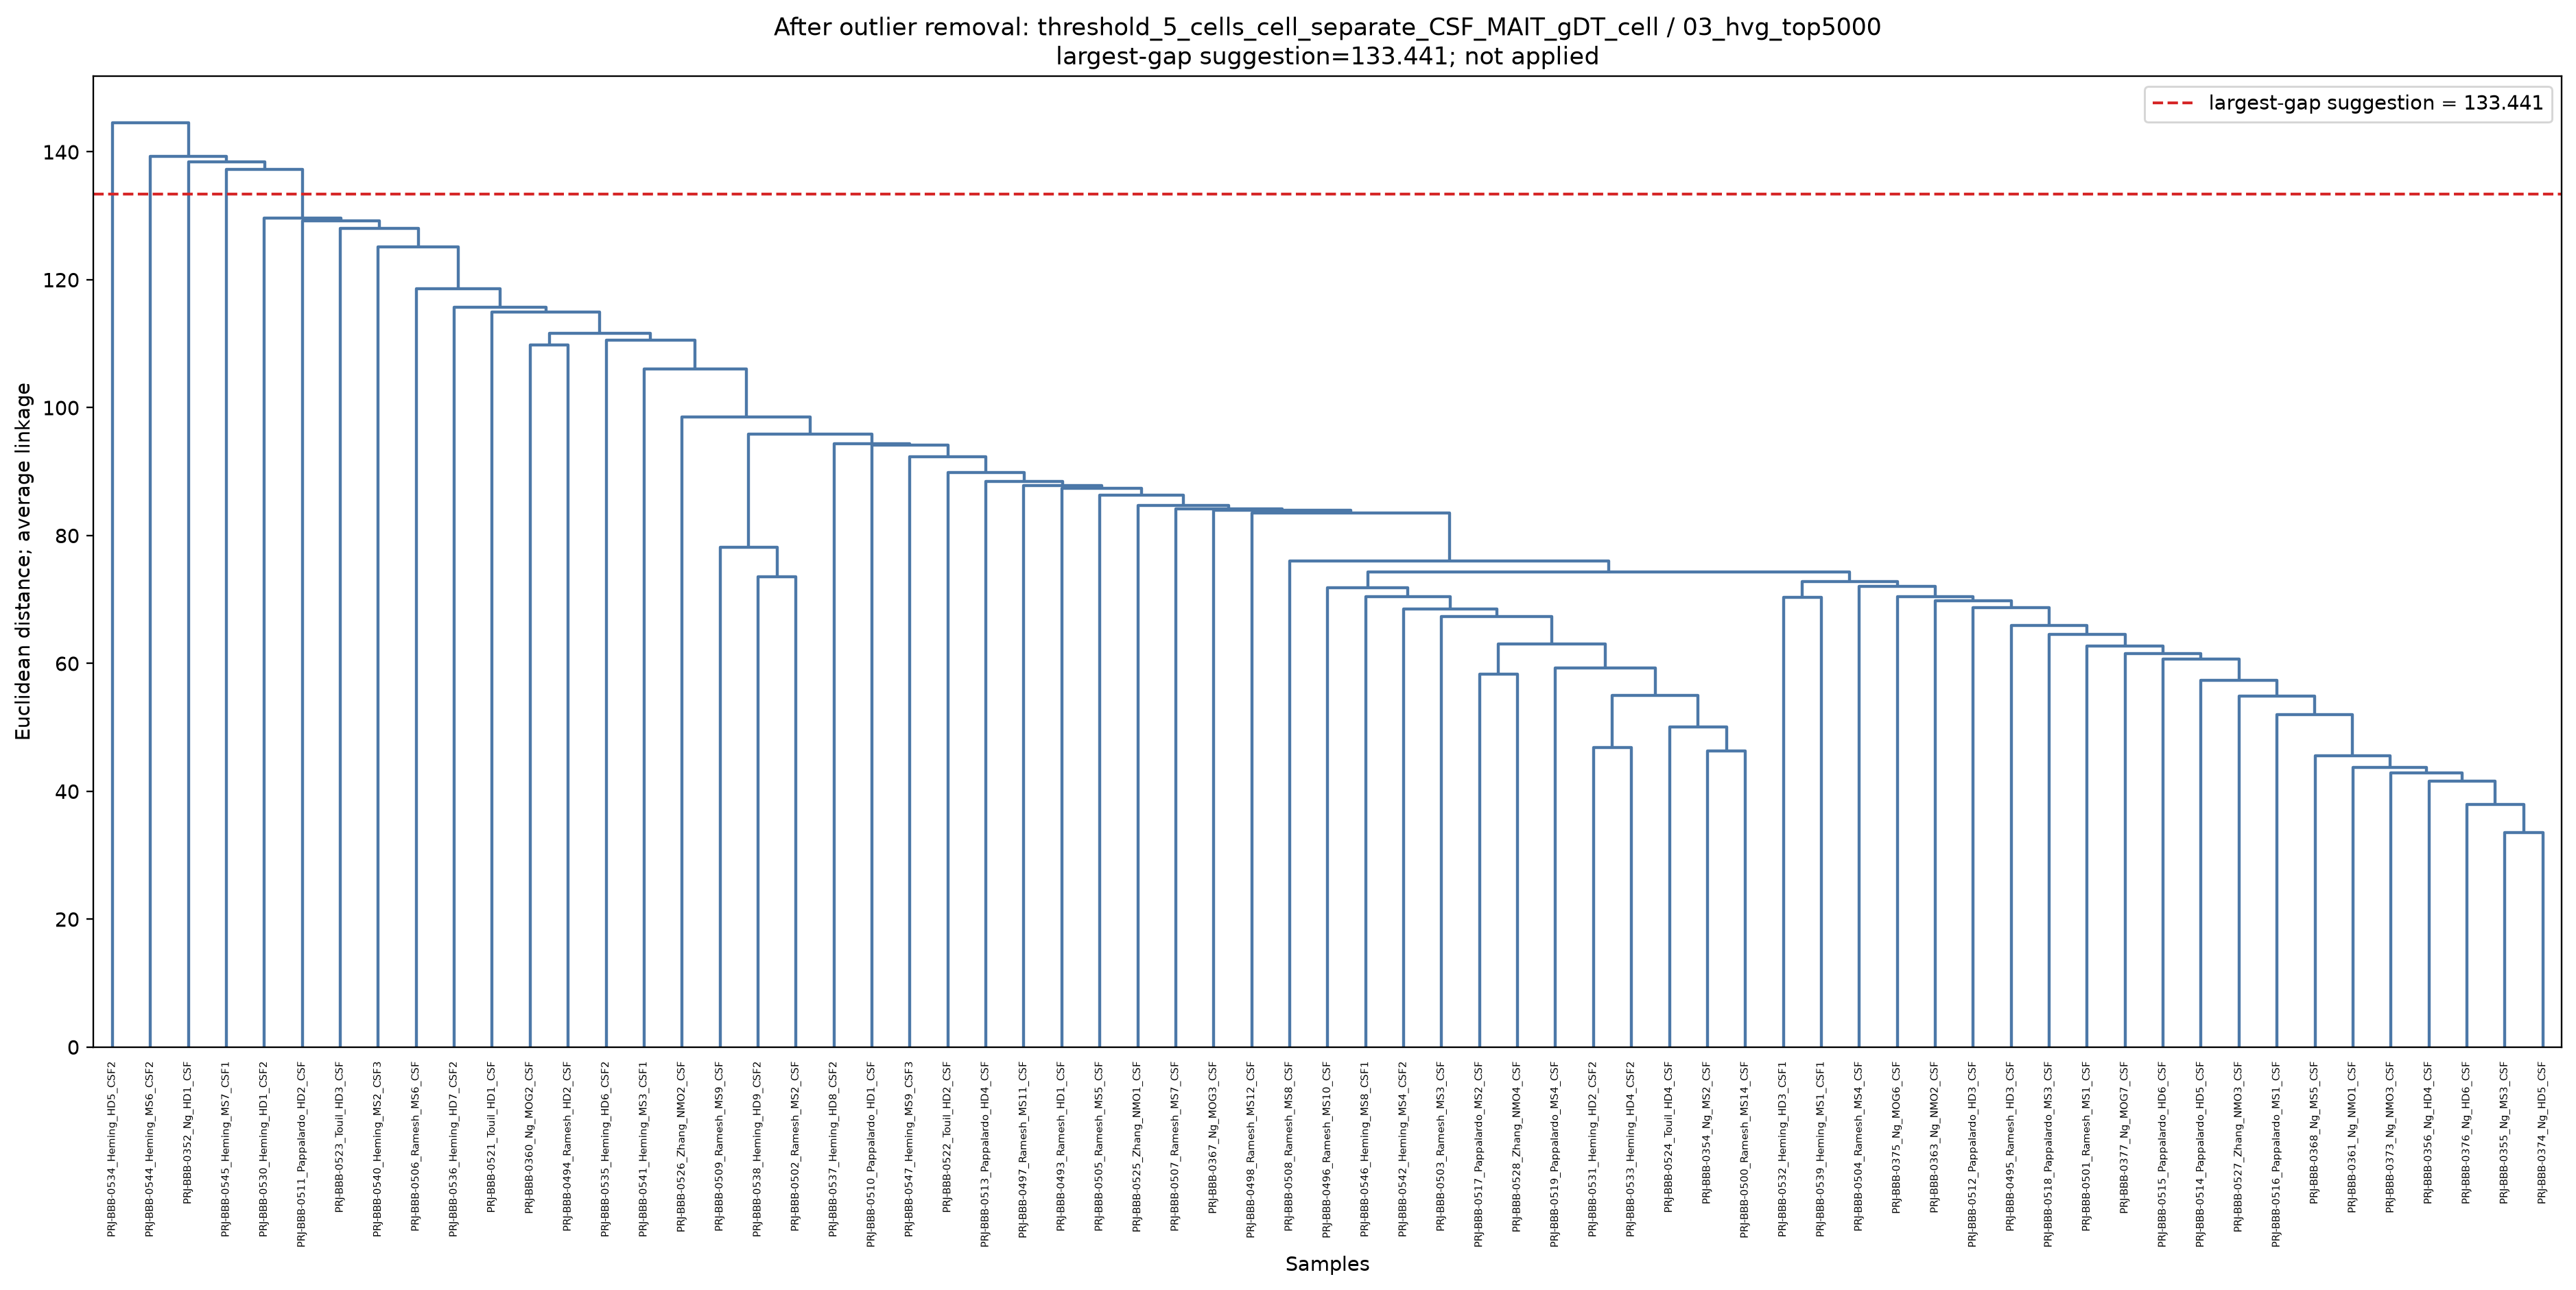 After outlier removal: threshold_5_cells_cell_separate_CSF_MAIT_gDT_cell / 03_hvg_top5000
largest-gap suggestion=133.441; not applied
largest-gap suggestion = 133.441
Euclidean distance; average linkage
140
120
100
80
60
40
20
0
PRJ-BBB-0534_Heming_HD5_CSF2
PRJ-BBB-0544_Heming_MS6_CSF2
PRJ-BBB-0352_Ng_HD1_CSF
PRJ-BBB-0545_Heming_MS7_CSF1
PRJ-BBB-0530_Heming_HD1_CSF2
PRJ-BBB-0511_Pappalardo_HD2_CSF
PRJ-BBB-0523_Touil_HD3_CSF
PRJ-BBB-0540_Heming_MS2_CSF3
PRJ-BBB-0506_Ramesh_MS6_CSF
PRJ-BBB-0536_Heming_HD7_CSF2
PRJ-BBB-0521_Touil_HD1_CSF
PRJ-BBB-0360_Ng_MOG2_CSF
PRJ-BBB-0494_Ramesh_HD2_CSF
PRJ-BBB-0535_Heming_HD6_CSF2
PRJ-BBB-0541_Heming_MS3_CSF1
PRJ-BBB-0526_Zhang_NMO2_CSF
PRJ-BBB-0509_Ramesh_MS9_CSF
PRJ-BBB-0538_Heming_HD9_CSF2
PRJ-BBB-0502_Ramesh_MS2_CSF
PRJ-BBB-0537_Heming_HD8_CSF2
PRJ-BBB-0510_Pappalardo_HD1_CSF
PRJ-BBB-0547_Heming_MS9_CSF3
PRJ-BBB-0522_Touil_HD2_CSF
PRJ-BBB-0513_Pappalardo_HD4_CSF
PRJ-BBB-0497_Ramesh_MS11_CSF
PRJ-BBB-0493_Ramesh_HD1_CSF
PRJ-BBB-0505_Ramesh_MS5_CSF
PRJ-BBB-0525_Zhang_NMO1_CSF
PRJ-BBB-0507_Ramesh_MS7_CSF
PRJ-BBB-0367_Ng_MOG3_CSF
PRJ-BBB-0498_Ramesh_MS12_CSF
PRJ-BBB-0508_Ramesh_MS8_CSF
PRJ-BBB-0496_Ramesh_MS10_CSF
PRJ-BBB-0546_Heming_MS8_CSF1
PRJ-BBB-0542_Heming_MS4_CSF2
PRJ-BBB-0503_Ramesh_MS3_CSF
PRJ-BBB-0517_Pappalardo_MS2_CSF
PRJ-BBB-0528_Zhang_NMO4_CSF
PRJ-BBB-0519_Pappalardo_MS4_CSF
PRJ-BBB-0531_Heming_HD2_CSF2
PRJ-BBB-0533_Heming_HD4_CSF2
PRJ-BBB-0524_Touil_HD4_CSF
PRJ-BBB-0354_Ng_MS2_CSF
PRJ-BBB-0500_Ramesh_MS14_CSF
PRJ-BBB-0532_Heming_HD3_CSF1
PRJ-BBB-0539_Heming_MS1_CSF1
PRJ-BBB-0504_Ramesh_MS4_CSF
PRJ-BBB-0375_Ng_MOG6_CSF
PRJ-BBB-0363_Ng_NMO2_CSF
PRJ-BBB-0512_Pappalardo_HD3_CSF
PRJ-BBB-0495_Ramesh_HD3_CSF
PRJ-BBB-0518_Pappalardo_MS3_CSF
PRJ-BBB-0501_Ramesh_MS1_CSF
PRJ-BBB-0377_Ng_MOG7_CSF
PRJ-BBB-0515_Pappalardo_HD6_CSF
PRJ-BBB-0514_Pappalardo_HD5_CSF
PRJ-BBB-0527_Zhang_NMO3_CSF
PRJ-BBB-0516_Pappalardo_MS1_CSF
PRJ-BBB-0368_Ng_MS5_CSF
PRJ-BBB-0361_Ng_NMO1_CSF
PRJ-BBB-0373_Ng_NMO3_CSF
PRJ-BBB-0356_Ng_HD4_CSF
PRJ-BBB-0376_Ng_HD6_CSF
PRJ-BBB-0355_Ng_MS3_CSF
PRJ-BBB-0374_Ng_HD5_CSF
Samples